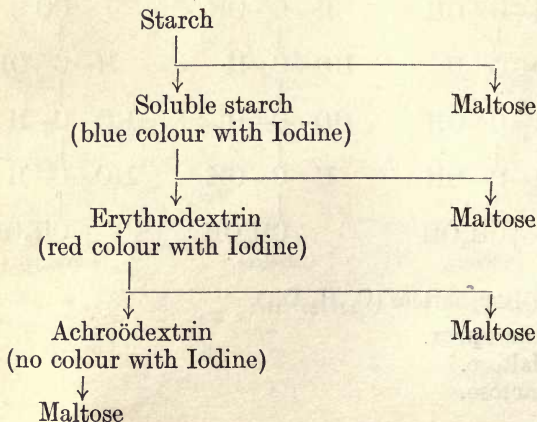 Starch
Soluble starch Maltose
(blue colour with Iodine)
Erythrodextrin Maltose
(red colour with Iodine)
Achroödextrin Maltose
(no colour with Iodine)
Maltose